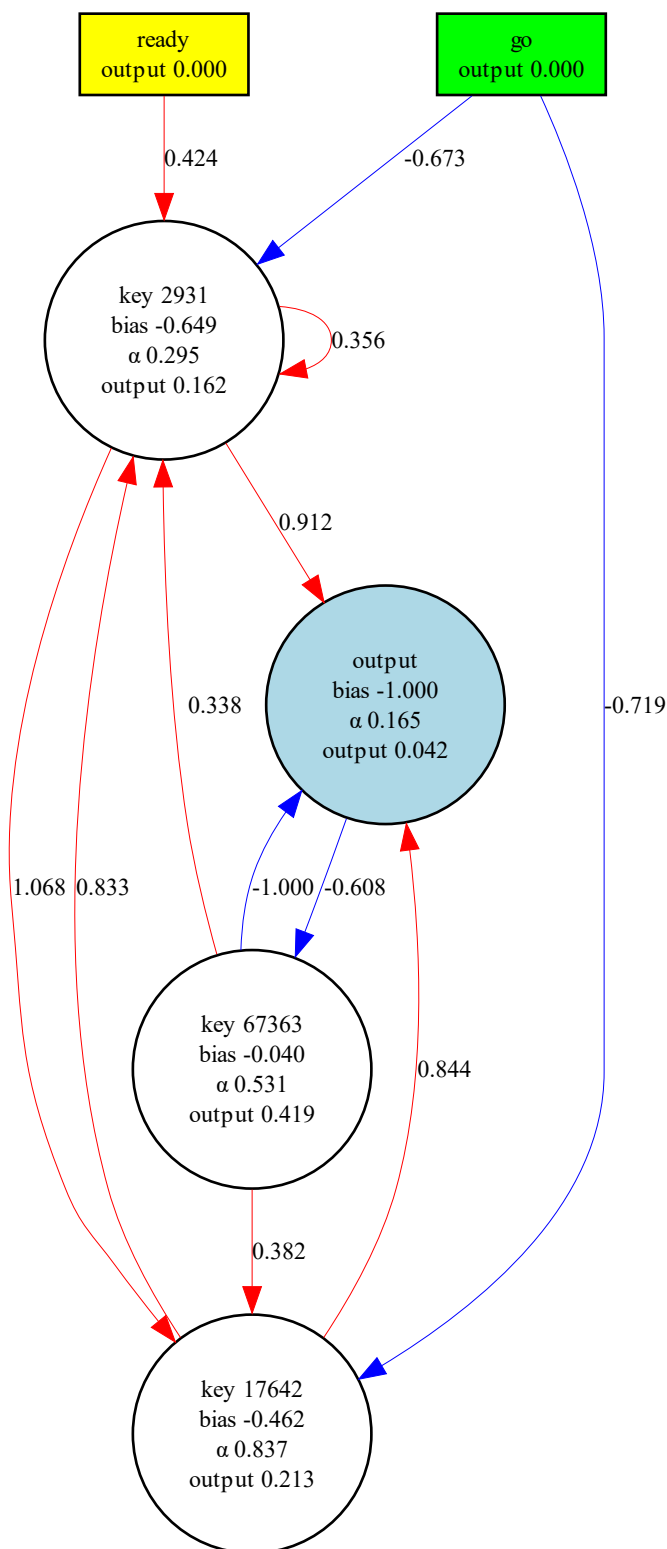 ready
output 0.000
go
output 0.000
0.424
-0.673
key 2931
bias -0.649
α 0.295
output 0.162
0.356
0.912
output
bias -1.000
α 0.165
output 0.042
0.338
-0.719
1.068
0.833
-1.000
-0.608
key 67363
bias -0.040
α 0.531
output 0.419
0.844
0.382
key 17642
bias -0.462
α 0.837
output 0.213